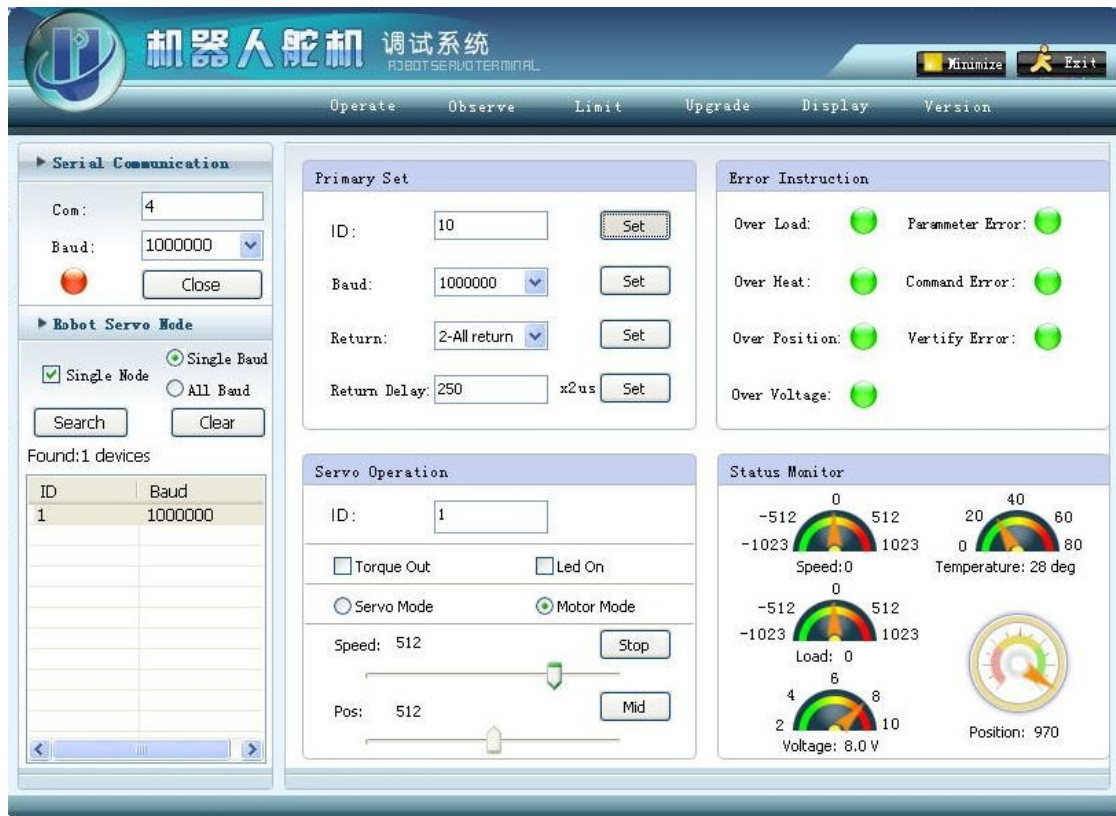 机器人舵机 调试系统
ROBOTSERVOTERMINAL
Minimize
Exit
Operate Observe Limit Upgrade Display Version
Serial Communication
Com: 4
Baud: 1000000
Close
Robot Servo Node
Single Node
Single Baud
All Baud
Search Clear
Found:1 devices
ID Baud
1 1000000
Primary Set
ID: 10 Set
Baud: 1000000 Set
Return: 2-All return Set
Return Delay: 250 x2us Set
Error Instruction
Over Load: Parammeter Error:
Over Heat: Command Error:
Over Position: Vertify Error:
Over Voltage:
Servo Operation
ID: 1
Torque Out Led On
Servo Mode Motor Mode
Speed: 512 Stop
Pos: 512 Mid
Status Monitor
0
-512 512
-1023 1023
Speed:0
40
20 60
0 80
Temperature: 28 deg
0
-512 512
-1023 1023
Load: 0
6
4 8
2 10
Voltage: 8.0 V
Position: 970